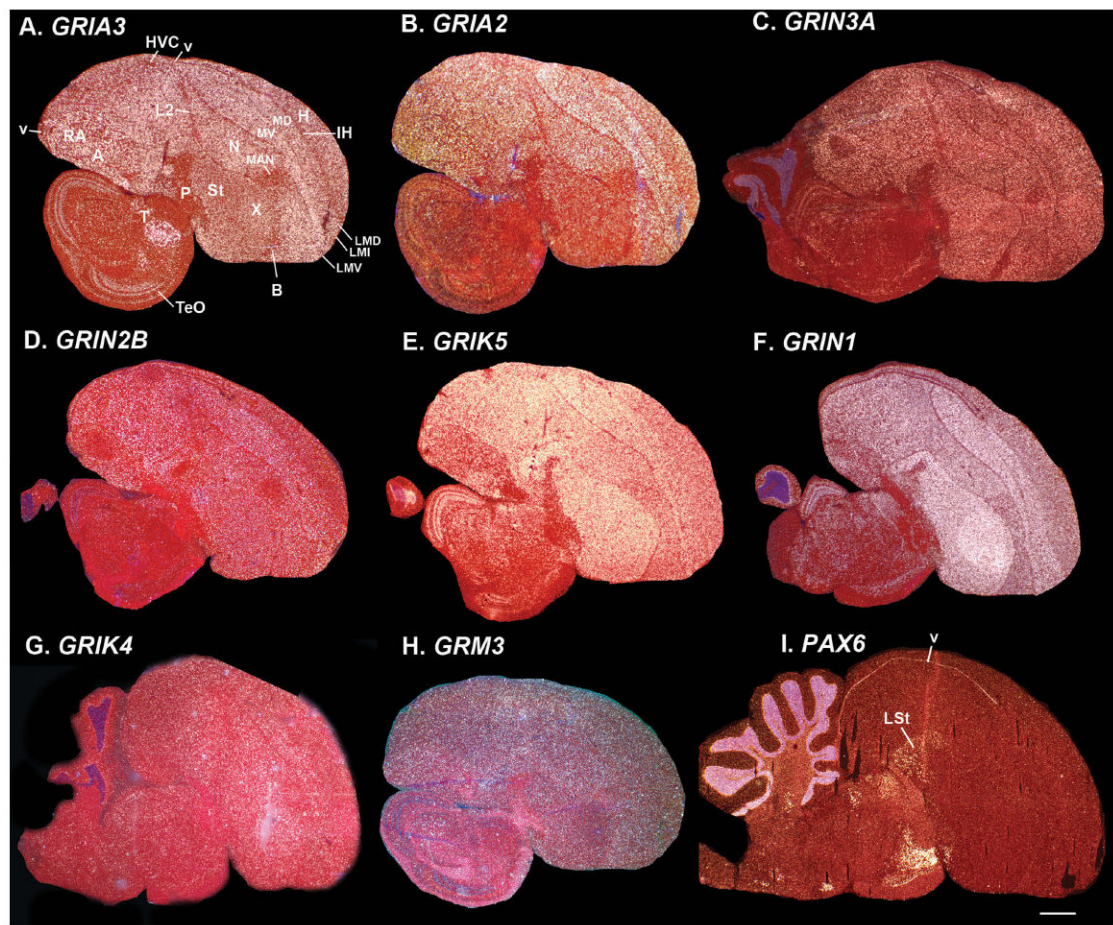 A. GRIA3
HVC
v
v
RA
A
L2
MD
H
MV
IH
N
MAN
P
St
X
T
LMD
LMI
LMV
B
TeO
B. GRIA2
C. GRIN3A
D. GRIN2B
E. GRIK5
F. GRIN1
G. GRIK4
H. GRM3
I. PAX6
v
LSt